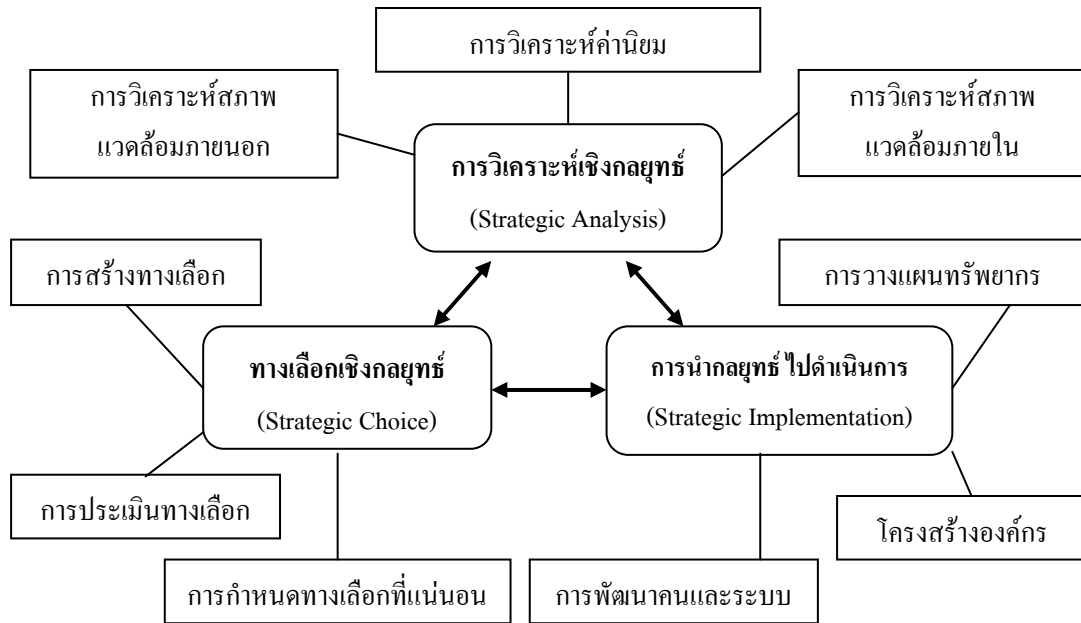 การวิเคราะห์ค่านิยม
การวิเคราะห์สภาพ
แวดล้อมภายนอก
การวิเคราะห์สภาพ
แวดล้อมภายใน
การวิเคราะห์เชิงกลยุทธ์
(Strategic Analysis)
การสร้างทางเลือก
การวางแผนทรัพยากร
ทางเลือกเชิงกลยุทธ์
(Strategic Choice)
การนำกลยุทธ์ ไปดำเนินการ
(Strategic Implementation)
การประเมินทางเลือก
โครงสร้างองค์กร
การกำหนดทางเลือกที่แน่นอน
การพัฒนาคนและระบบ